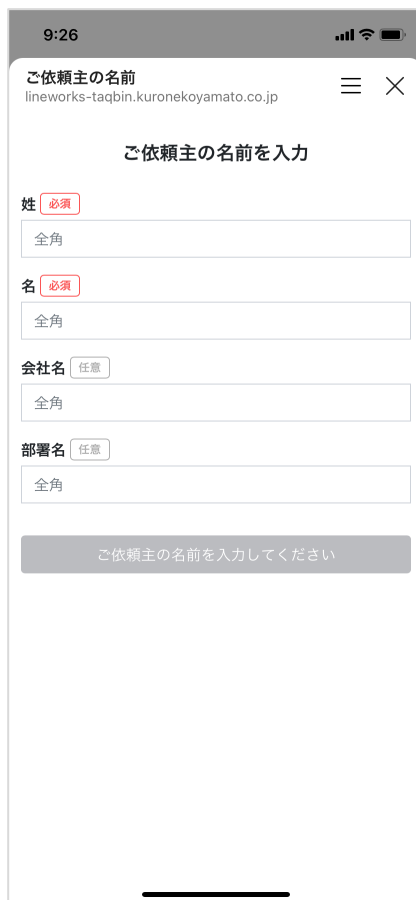 9:26
ご依頼主の名前
lineworks-taqbin.kuronekoyamato.co.jp
ご依頼主の名前を入力
姓 必須
全角
名 必須
全角
会社名 任意
全角
部署名 任意
全角
ご依頼主の名前を入力してください